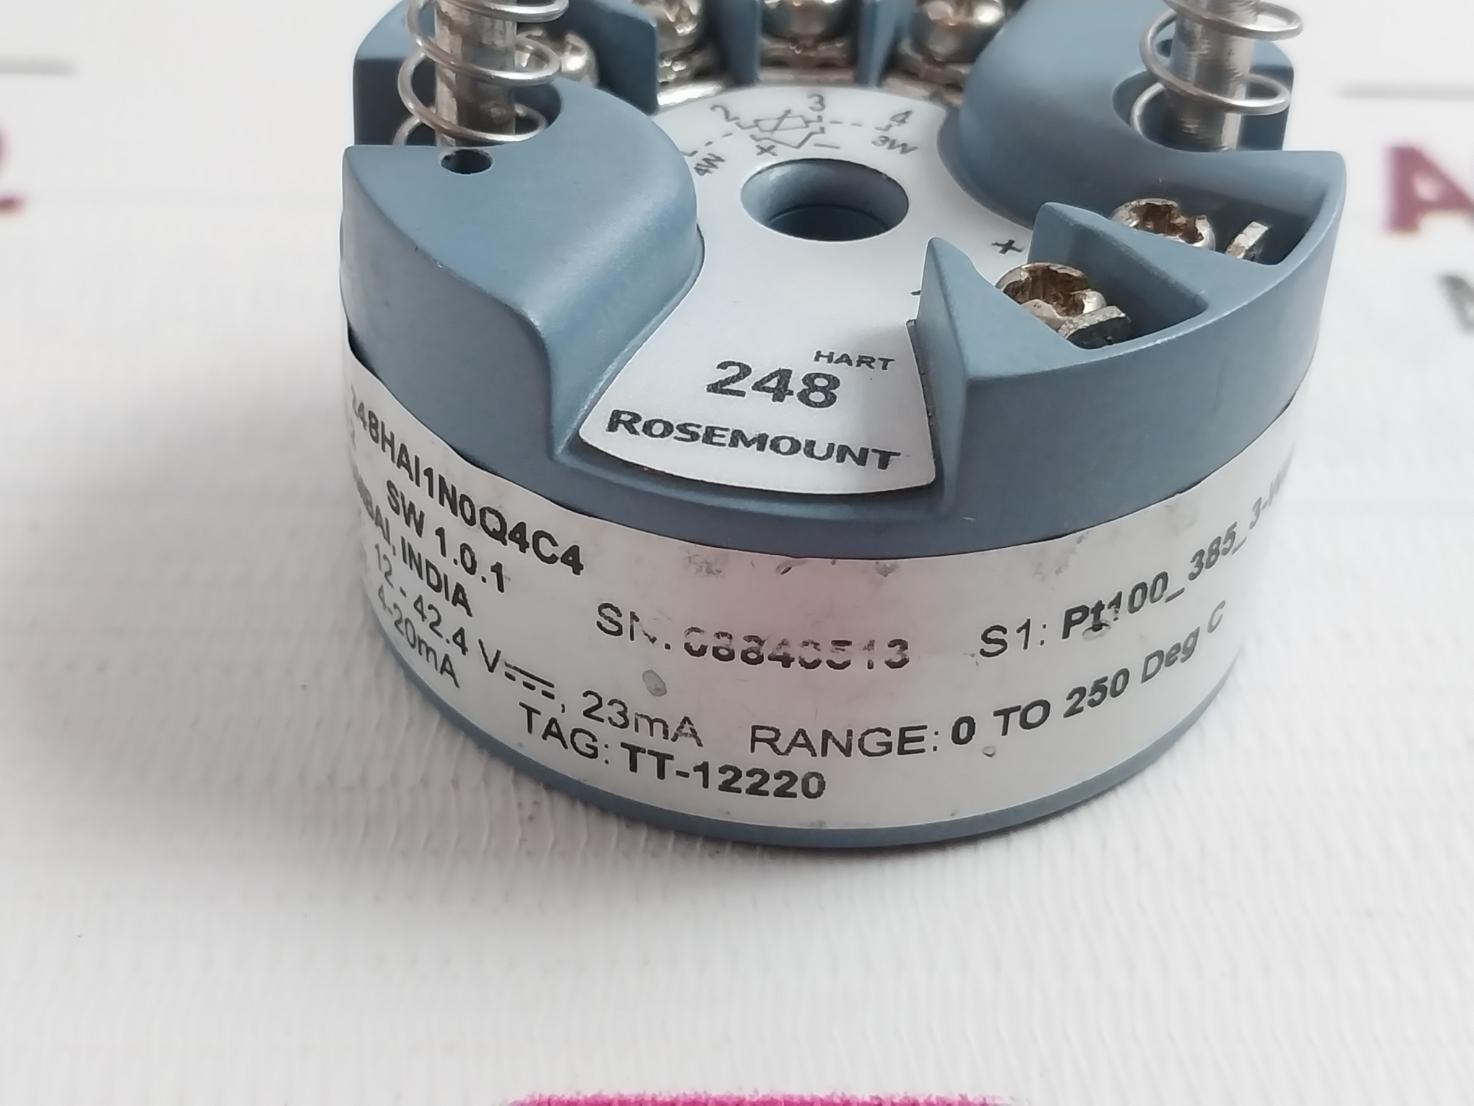 2 3 4
4W + - 3W
+
HART
248
ROSEMOUNT
248HAI1N0Q4C4
SW 1.0.1
INDIA
12 - 42.4 V⎓, 23mA
4-20mA
TAG: TT-12220
S1: Pt100_385_
RANGE: 0 TO 250 Deg C